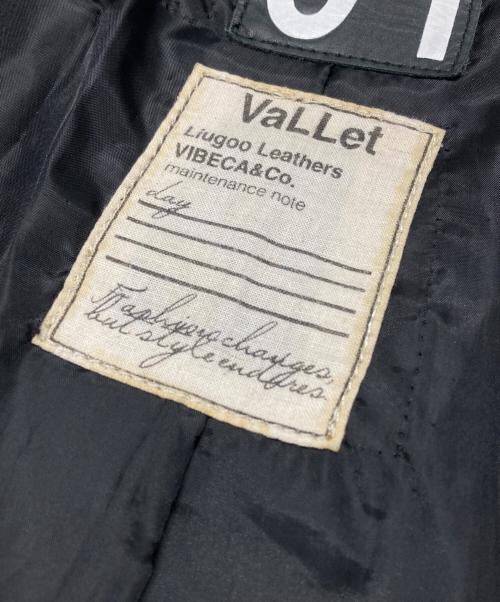 VaLLet
Liugoo Leathers
VIBECA&Co.
maintenance note
day
Fashion changes,
but style endures.